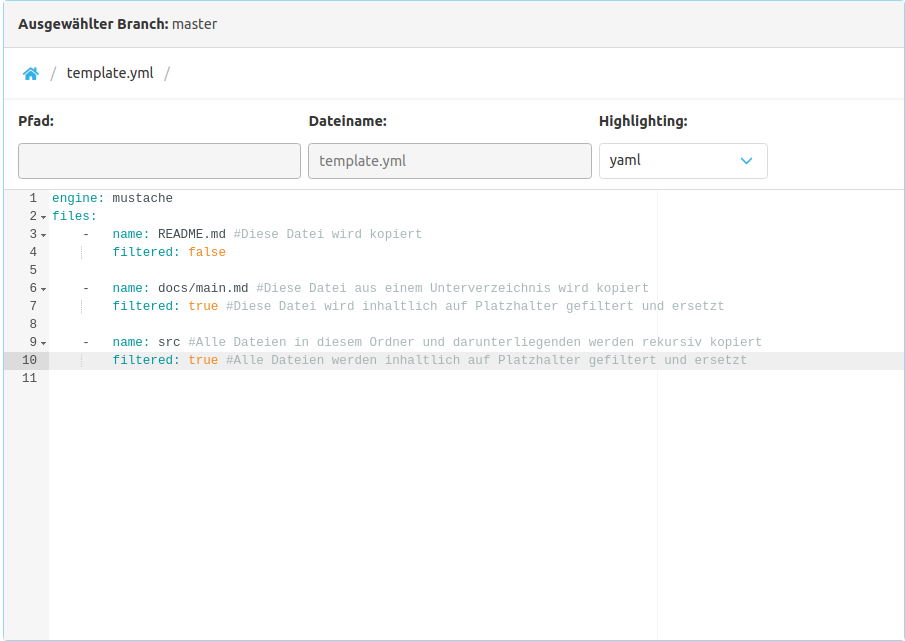 Ausgewählter Branch: master
/ template.yml /
Pfad: Dateiname: Highlighting:
template.yml yaml
1 engine: mustache
2 files:
3 - name: README.md #Diese Datei wird kopiert
4 filtered: false
5
6 - name: docs/main.md #Diese Datei aus einem Unterverzeichnis wird kopiert
7 filtered: true #Diese Datei wird inhaltlich auf Platzhalter gefiltert und ersetzt
8
9 - name: src #Alle Dateien in diesem Ordner und darunterliegenden werden rekursiv kopiert
10 filtered: true #Alle Dateien werden inhaltlich auf Platzhalter gefiltert und ersetzt
11